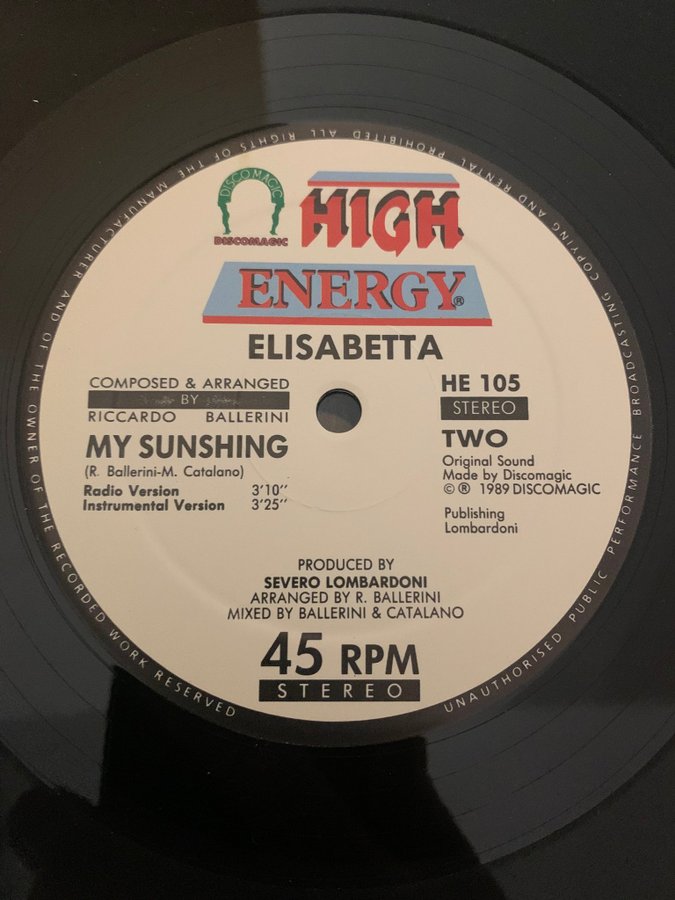 DISCOMAGIC
DISCOMAGIC
HIGH
ENERGY®
ELISABETTA
COMPOSED & ARRANGED
BY
RICCARDO BALLERINI
MY SUNSHING
(R. Ballerini-M. Catalano)
Radio Version 3'10''
Instrumental Version 3'25''
HE 105
STEREO
TWO
Original Sound
Made by Discomagic
© ® 1989 DISCOMAGIC
Publishing
Lombardoni
PRODUCED BY
SEVERO LOMBARDONI
ARRANGED BY R. BALLERINI
MIXED BY BALLERINI & CATALANO
45 RPM
STEREO
ALL RIGHTS OF THE MANUFACTURER AND OF THE OWNER OF THE RECORDED WORK RESERVED
UNAUTHORISED PUBLIC PERFORMANCE BROADCASTING COPYING AND RENTAL PROHIBITED